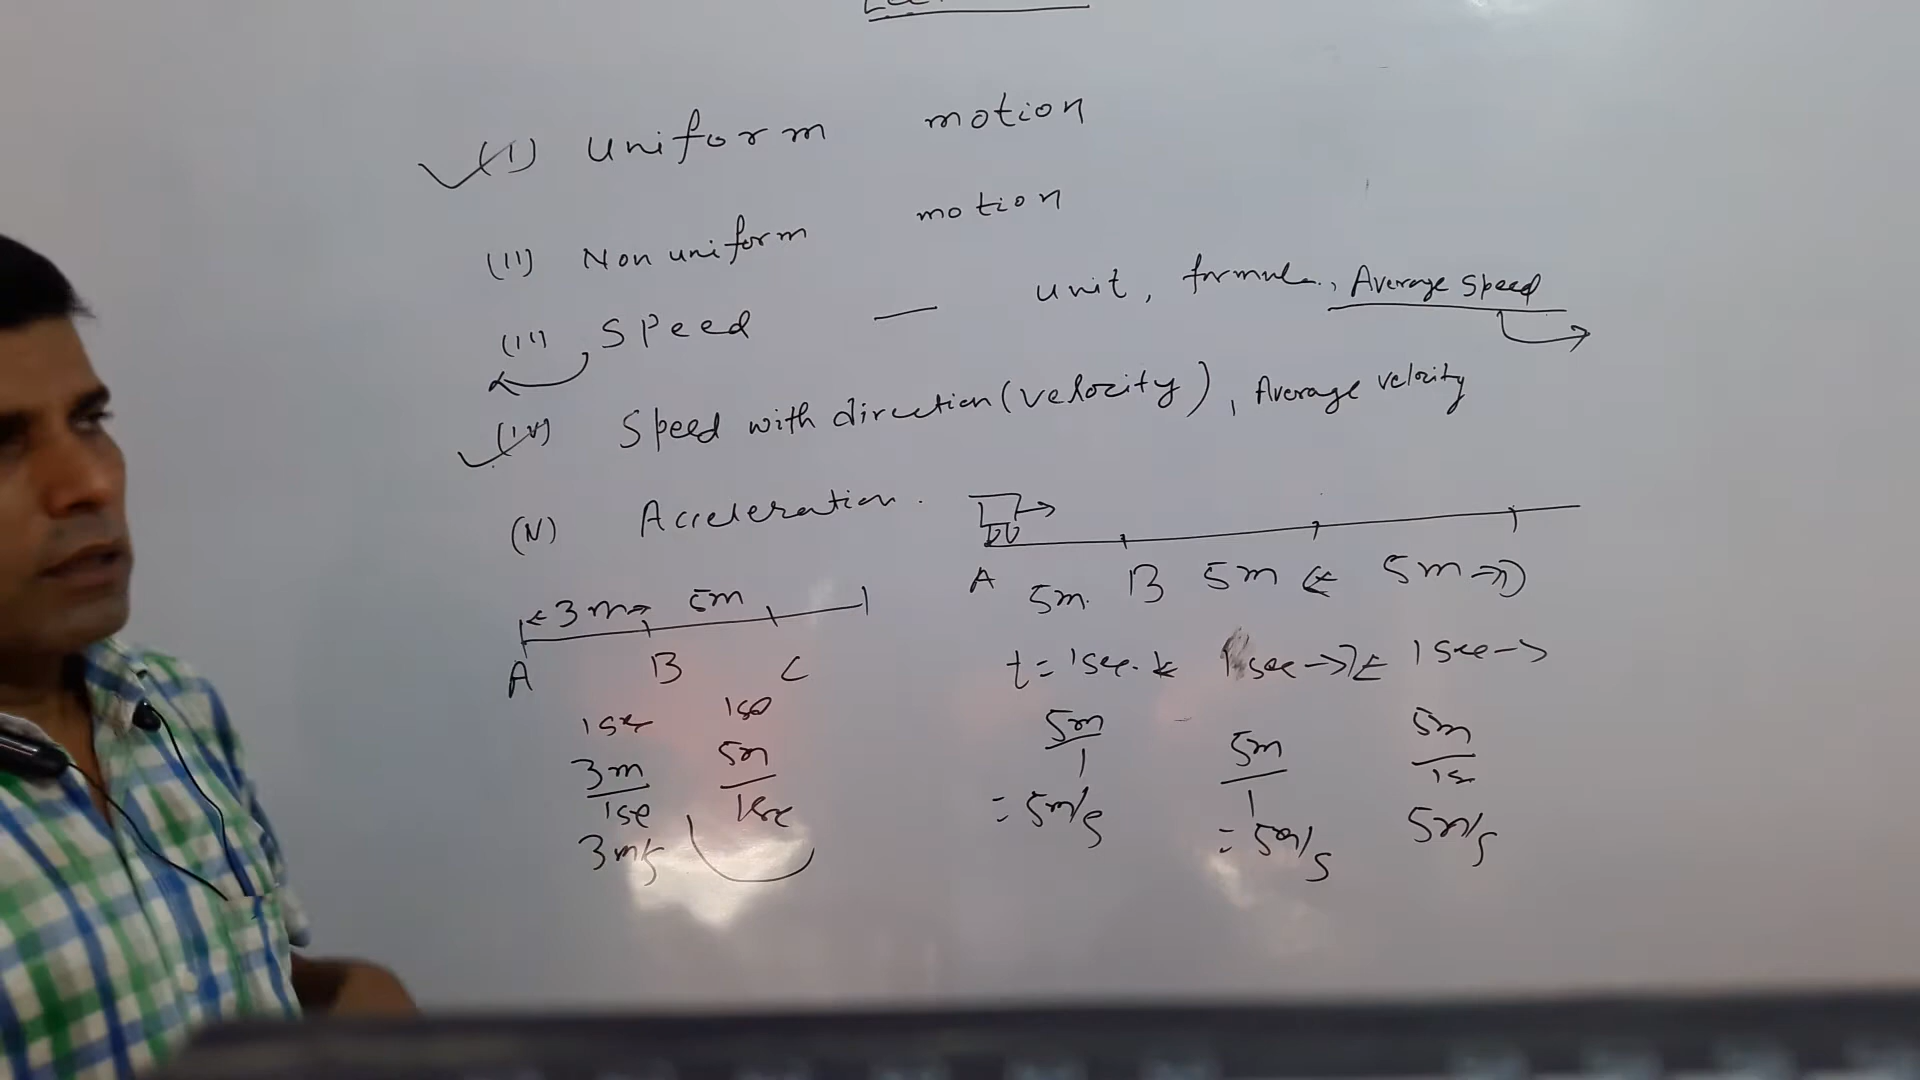 (I) Uniform motion
(II) Non uniform motion
(III) Speed — unit, formula, Average Speed
(IV) Speed with direction (velocity), Average velocity
(V) Acceleration.
A 5m. B 5m 5m
3m 5m
A B C
t = 1sec. 1sec 1sec
1sec 1sec
5m/1 5m/1 5m/1s
3m/1sec 5m/1sec
= 5m/s = 5m/s 5m/s
3m/s